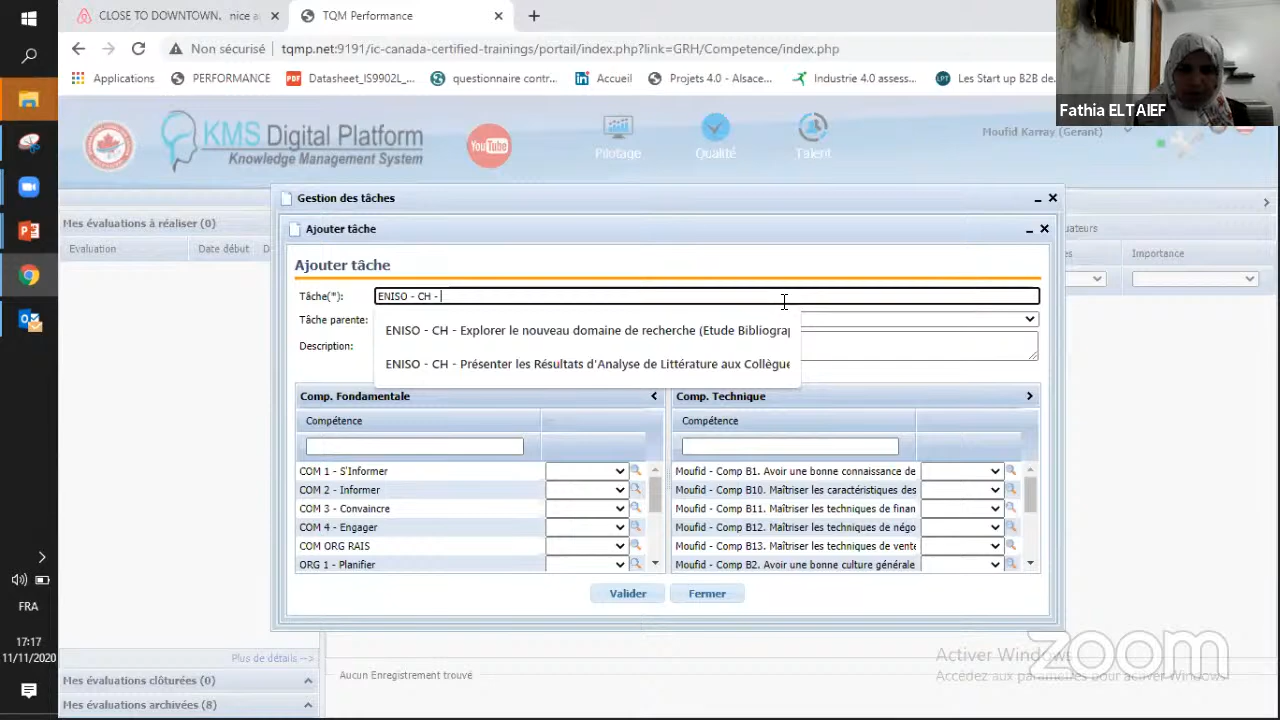 CLOSE TO DOWNTOWN. nice a
TQM Performance
Non sécurisé
tqmp.net:9191/ic-canada-certified-trainings/portail/index.php?link=GRH/Competence/index.php
Applications
PERFORMANCE
PDF
Datasheet_IS9902L_...
questionnaire contr...
Accueil
Projets 4.0 - Alsace...
Industrie 4.0 assess...
LPT
Les Start up B2B de
Fathia ELTAIEF
KMS Digital Platform
Knowledge Management System
You Tube
Pilotage
Qualité
Talent
Moufid Karray (Gerant)
Gestion des tâches
Ajouter tâche
Mes évaluations à réaliser (0)
Evaluation
Date début
D
uateurs
es
Importance
Ajouter tâche
Tâche(*):
ENISO - CH -
Tâche parente:
Description:
ENISO - CH - Explorer le nouveau domaine de recherche (Etude Bibliograp
ENISO - CH - Présenter les Résultats d'Analyse de Littérature aux Collègue
Comp. Fondamentale
Comp. Technique
Compétence
Compétence
COM 1 - S'Informer
COM 2 - Informer
COM 3 - Convaincre
COM 4 - Engager
COM ORG RAIS
ORG 1 - Planifier
Moufid - Comp B1. Avoir une bonne connaissance de
Moufid - Comp B10. Maîtriser les caractéristiques des
Moufid - Comp B11. Maîtriser les techniques de finan
Moufid - Comp B12. Maîtriser les techniques de négo
Moufid - Comp B13. Maîtriser les techniques de vente
Moufid - Comp B2. Avoir une bonne culture générale
Valider
Fermer
FRA
17:17
11/11/2020
Plus de détails -->
Mes évaluations clôturées (0)
Mes évaluations archivées (8)
Aucun Enregistrement trouvé
Activer Windows
Accédez aux paramètres pour activer Windows.
zoom